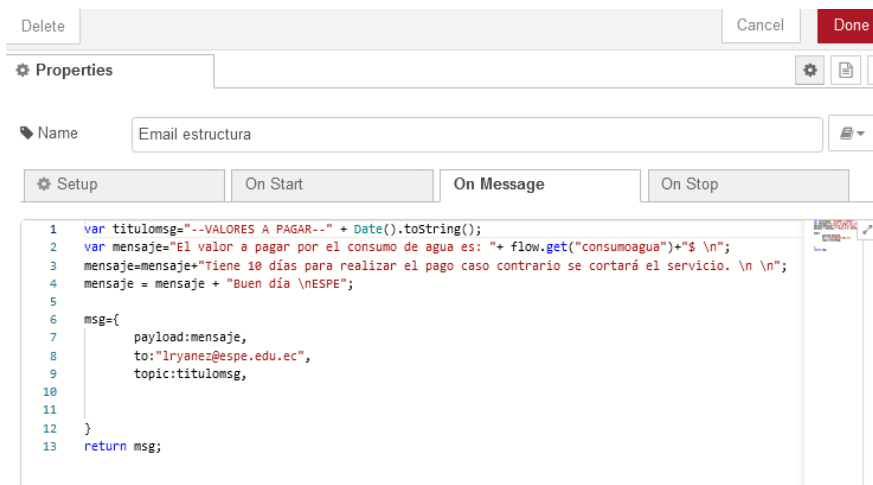 Delete Cancel Done
Properties
Name Email estructura
Setup On Start On Message On Stop
1 var titulomsg="--VALORES A PAGAR--" + Date().toString();
2 var mensaje="El valor a pagar por el consumo de agua es: "+ flow.get("consumoagua")+"$ \n";
3 mensaje=mensaje+"Tiene 10 días para realizar el pago caso contrario se cortará el servicio. \n \n";
4 mensaje = mensaje + "Buen día \nESPE";
5
6 msg={
7 payload:mensaje,
8 to:"lryanez@espe.edu.ec",
9 topic:titulomsg,
10
11
12 }
13 return msg;